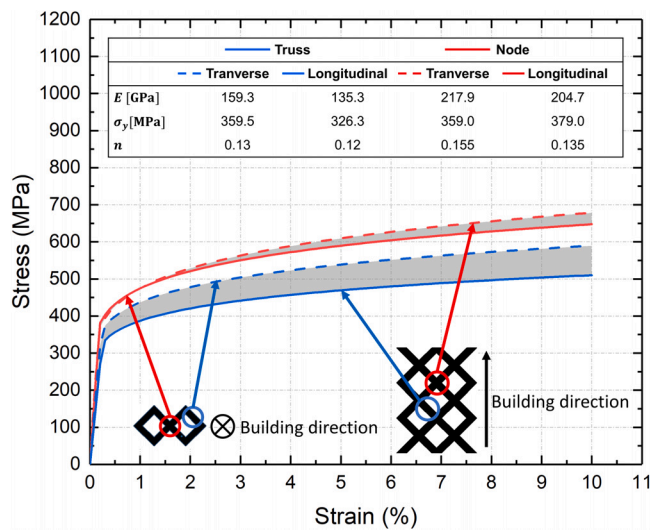 1200
1100
1000
900
800
700
600
500
400
300
200
100
0
Stress (MPa)
Truss Node
Tranverse Longitudinal Tranverse Longitudinal
E [GPa] 159.3 135.3 217.9 204.7
σy[MPa] 359.5 326.3 359.0 379.0
n 0.13 0.12 0.155 0.135
Building direction
Building direction
0 1 2 3 4 5 6 7 8 9 10 11
Strain (%)